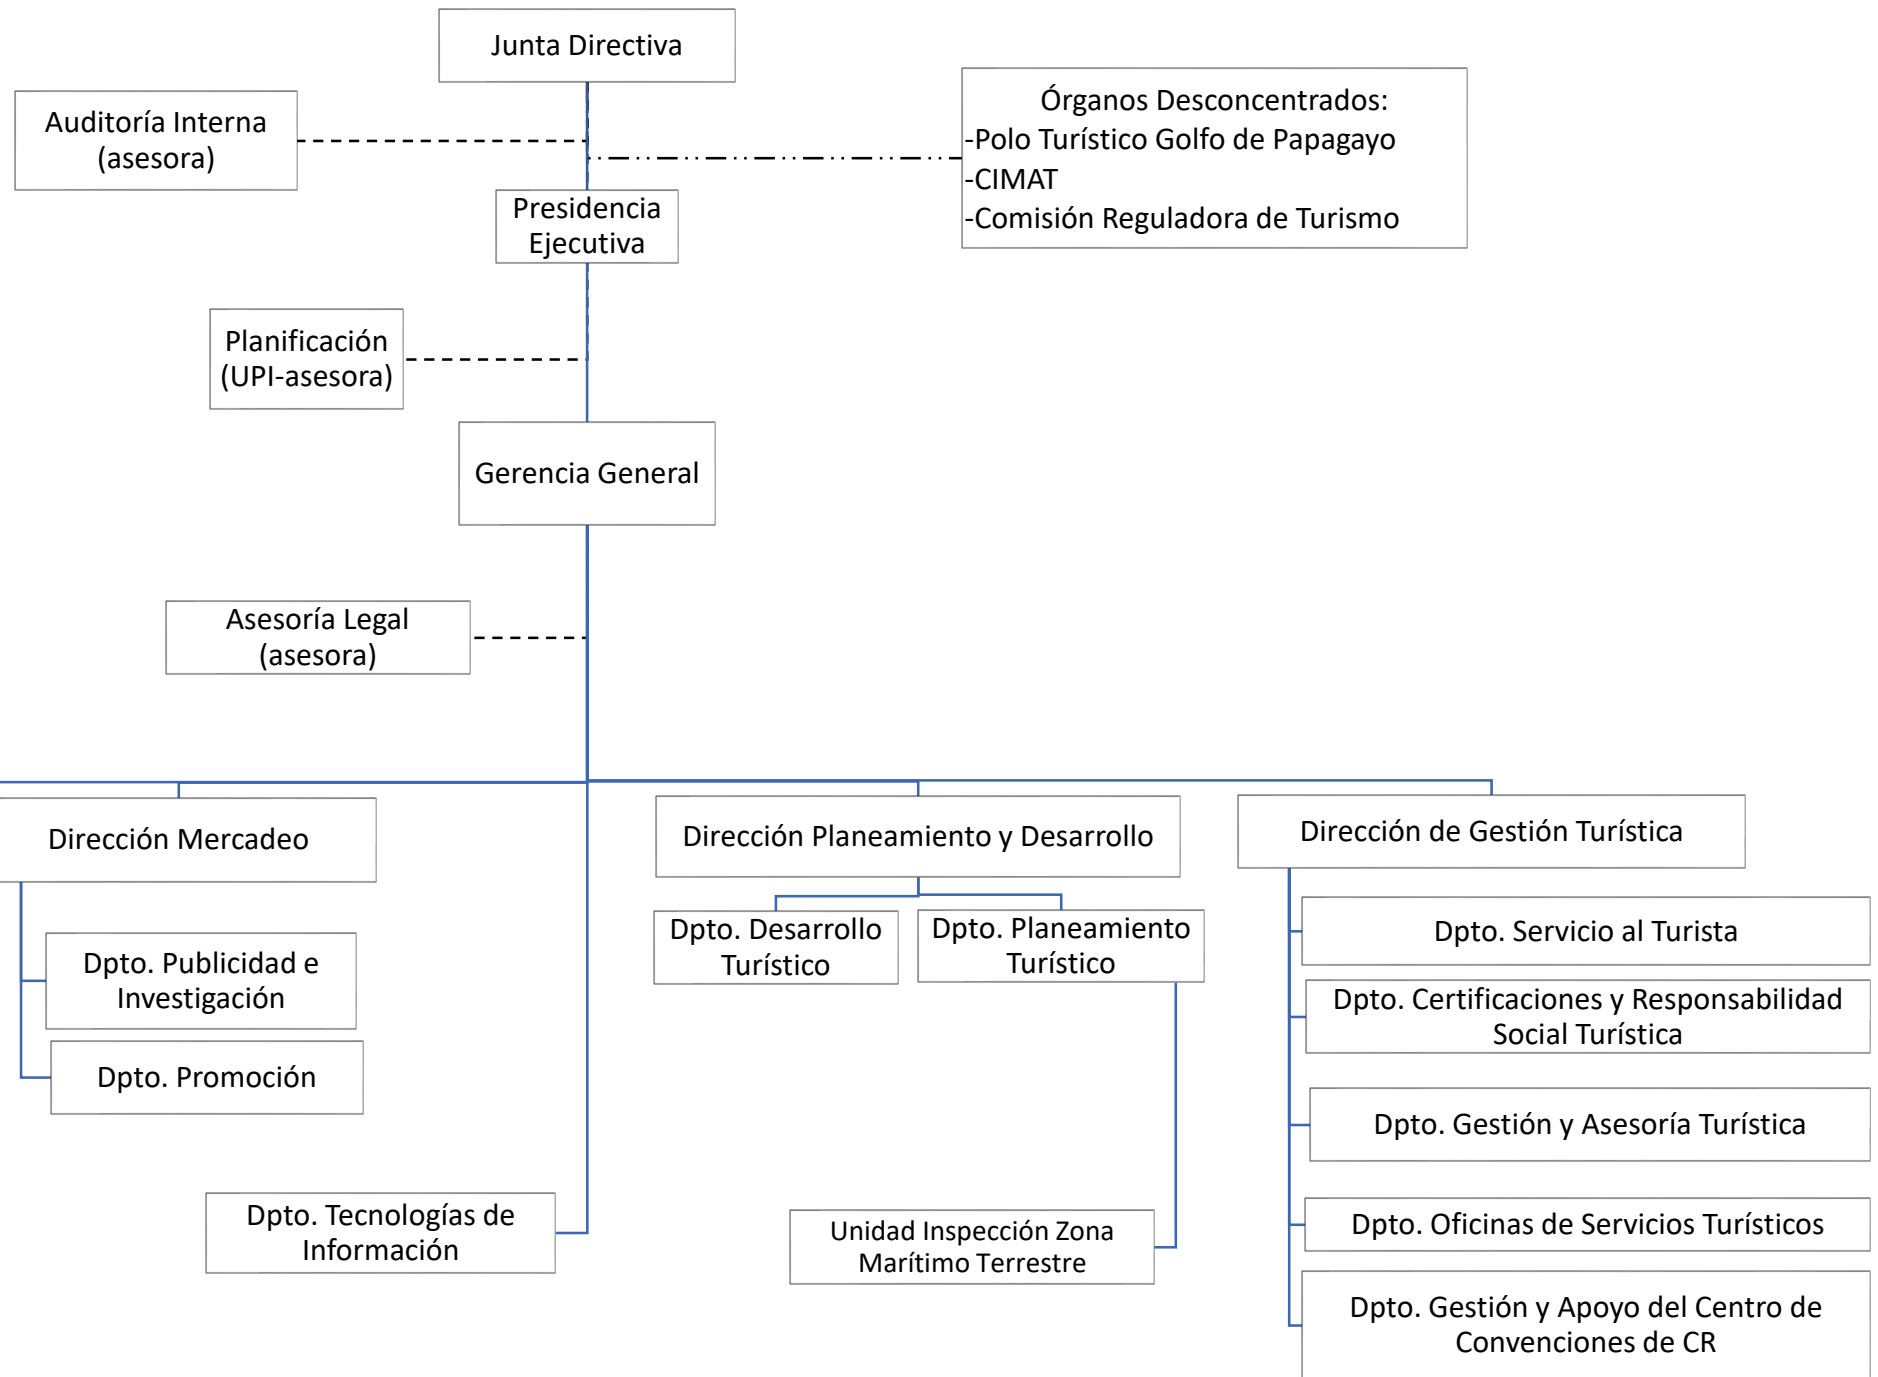 Junta Directiva
Auditoría Interna
(asesora)
Órganos Desconcentrados:
-Polo Turístico Golfo de Papagayo
-CIMAT
-Comisión Reguladora de Turismo
Presidencia
Ejecutiva
Planificación
(UPI-asesora)
Gerencia General
Asesoría Legal
(asesora)
Dirección Mercadeo
Dirección Planeamiento y Desarrollo
Dirección de Gestión Turística
Dpto. Publicidad e
Investigación
Dpto. Promoción
Dpto. Tecnologías de
Información
Dpto. Desarrollo
Turístico
Dpto. Planeamiento
Turístico
Unidad Inspección Zona
Marítimo Terrestre
Dpto. Servicio al Turista
Dpto. Certificaciones y Responsabilidad
Social Turística
Dpto. Gestión y Asesoría Turística
Dpto. Oficinas de Servicios Turísticos
Dpto. Gestión y Apoyo del Centro de
Convenciones de CR